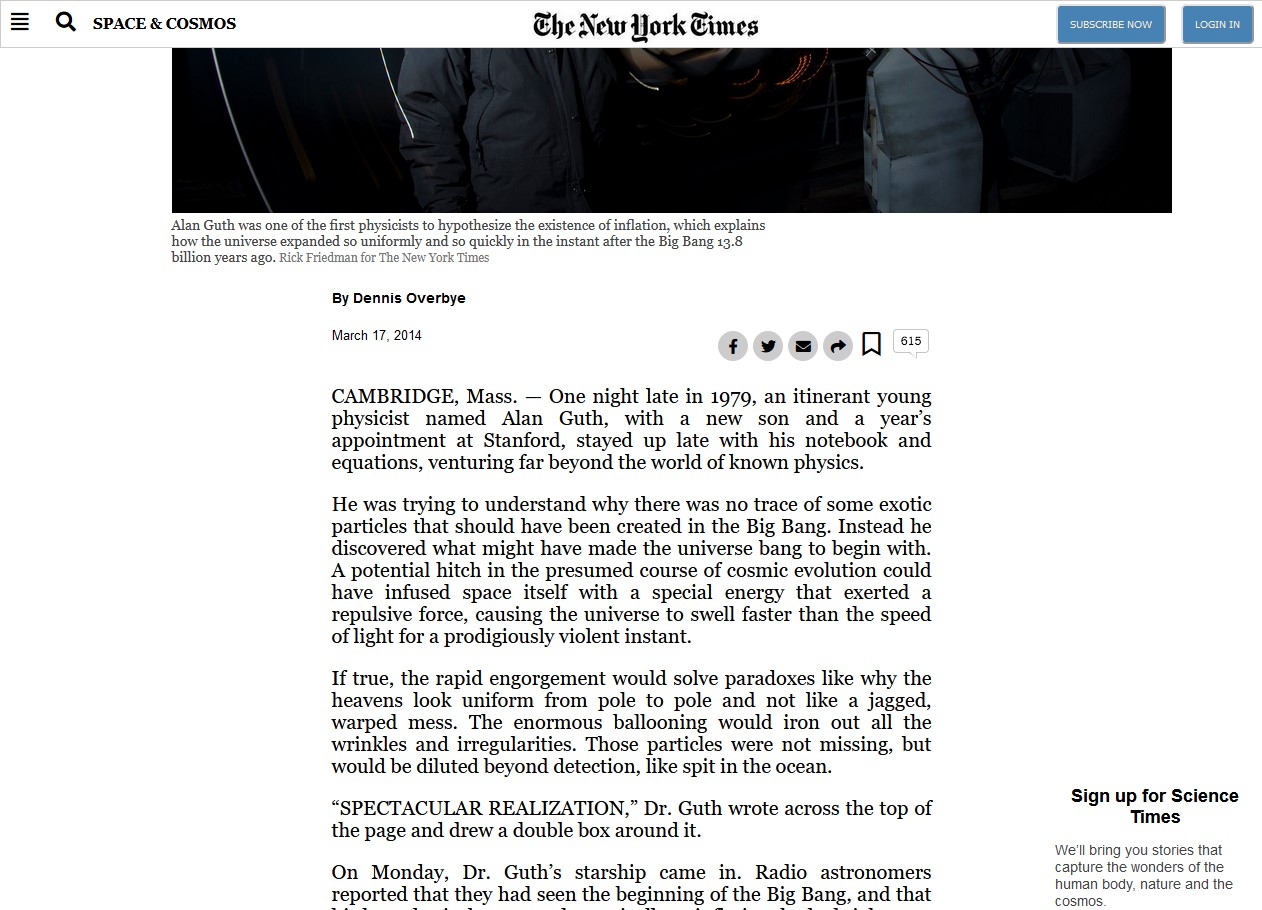 SPACE & COSMOS
The New York Times
SUBSCRIBE NOW
LOGIN IN
Alan Guth was one of the first physicists to hypothesize the existence of inflation, which explains
how the universe expanded so uniformly and so quickly in the instant after the Big Bang 13.8
billion years ago. Rick Friedman for The New York Times
By Dennis Overbye
March 17, 2014
615
CAMBRIDGE, Mass. — One night late in 1979, an itinerant young
physicist named Alan Guth, with a new son and a year’s
appointment at Stanford, stayed up late with his notebook and
equations, venturing far beyond the world of known physics.
He was trying to understand why there was no trace of some exotic
particles that should have been created in the Big Bang. Instead he
discovered what might have made the universe bang to begin with.
A potential hitch in the presumed course of cosmic evolution could
have infused space itself with a special energy that exerted a
repulsive force, causing the universe to swell faster than the speed
of light for a prodigiously violent instant.
If true, the rapid engorgement would solve paradoxes like why the
heavens look uniform from pole to pole and not like a jagged,
warped mess. The enormous ballooning would iron out all the
wrinkles and irregularities. Those particles were not missing, but
would be diluted beyond detection, like spit in the ocean.
“SPECTACULAR REALIZATION,” Dr. Guth wrote across the top of
the page and drew a double box around it.
On Monday, Dr. Guth’s starship came in. Radio astronomers
reported that they had seen the beginning of the Big Bang, and that
Sign up for Science
Times
We’ll bring you stories that
capture the wonders of the
human body, nature and the
cosmos.